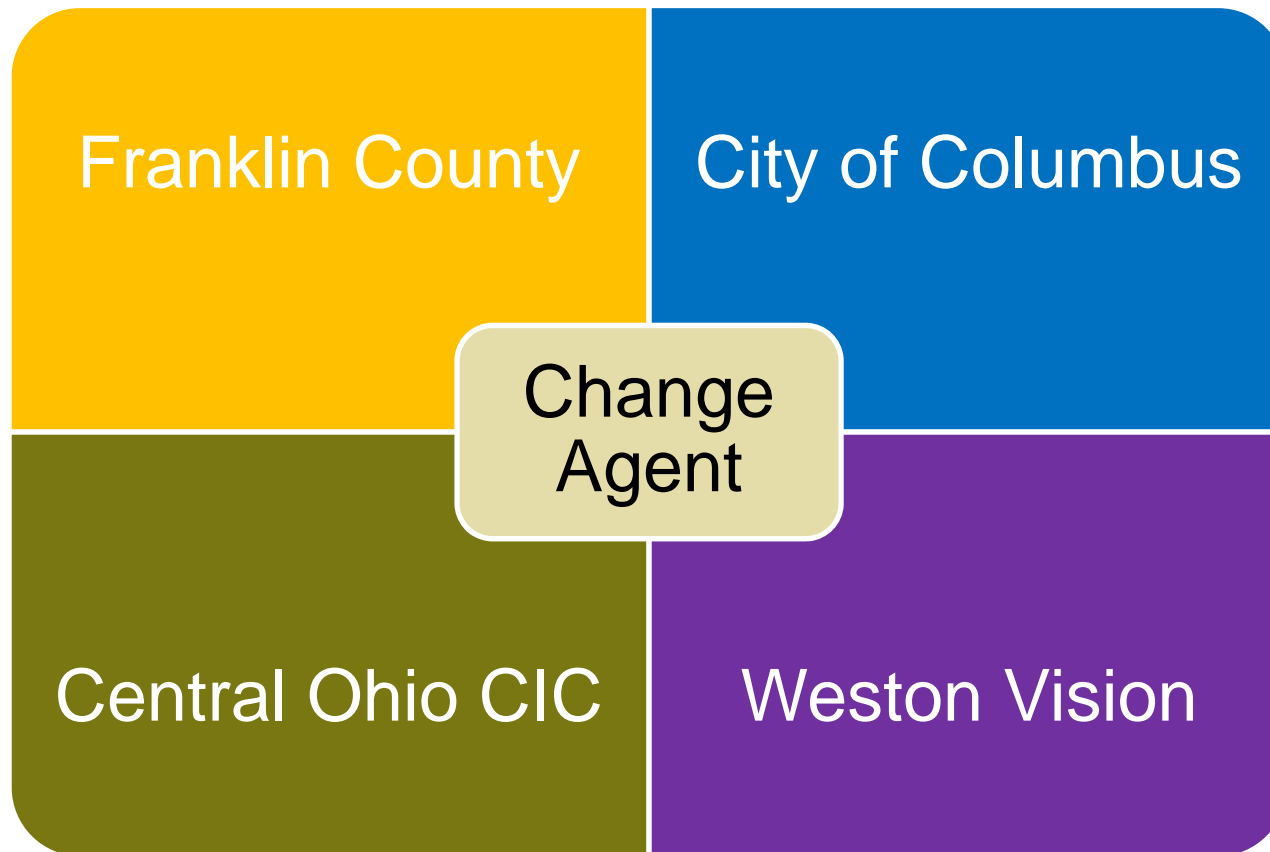 Franklin County
City of Columbus
Change
Agent
Central Ohio CIC
Weston Vision